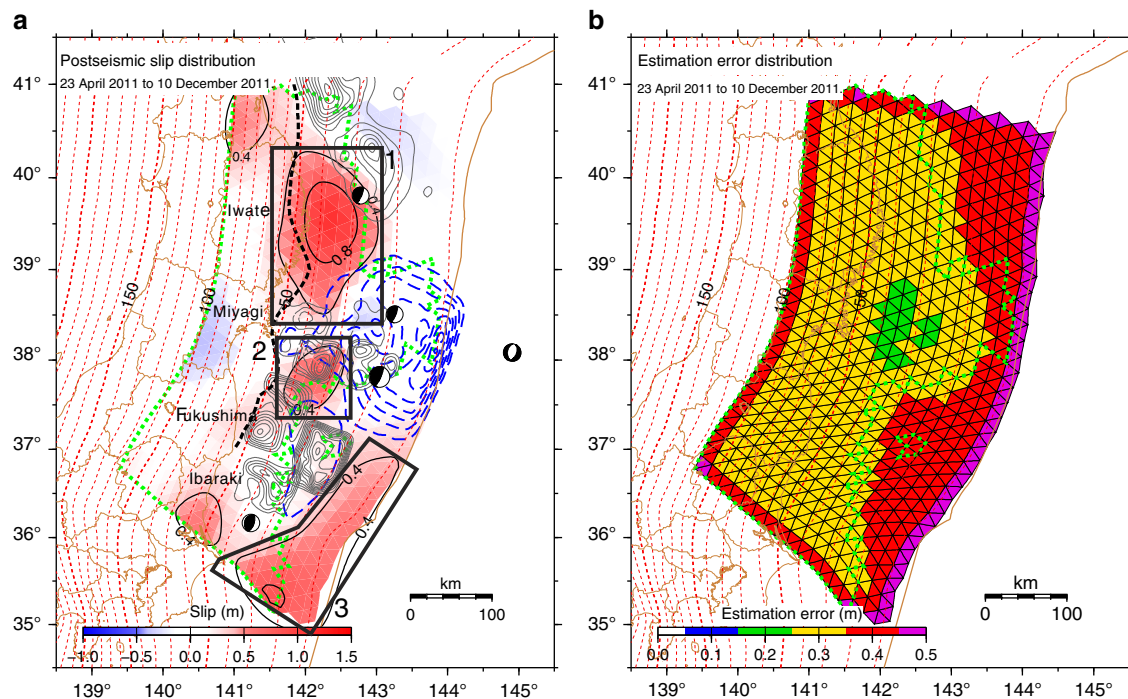 a
Postseismic slip distribution
23 April 2011 to 10 December 2011
41°
40°
39°
38°
37°
36°
35°
0.4
1
0.4
Iwate
0.8
150
100
50
Miyagi
2
0.4
Fukushima
Ibaraki
0.4
0.4
0.4
3
km
0 100
Slip (m)
−1.0 −0.5 0.0 0.5 1.0 1.5
139° 140° 141° 142° 143° 144° 145°
b
Estimation error distribution
23 April 2011 to 10 December 2011
41°
40°
39°
38°
37°
36°
35°
150
100
50
km
0 100
Estimation error (m)
0.0 0.1 0.2 0.3 0.4 0.5
139° 140° 141° 142° 143° 144° 145°